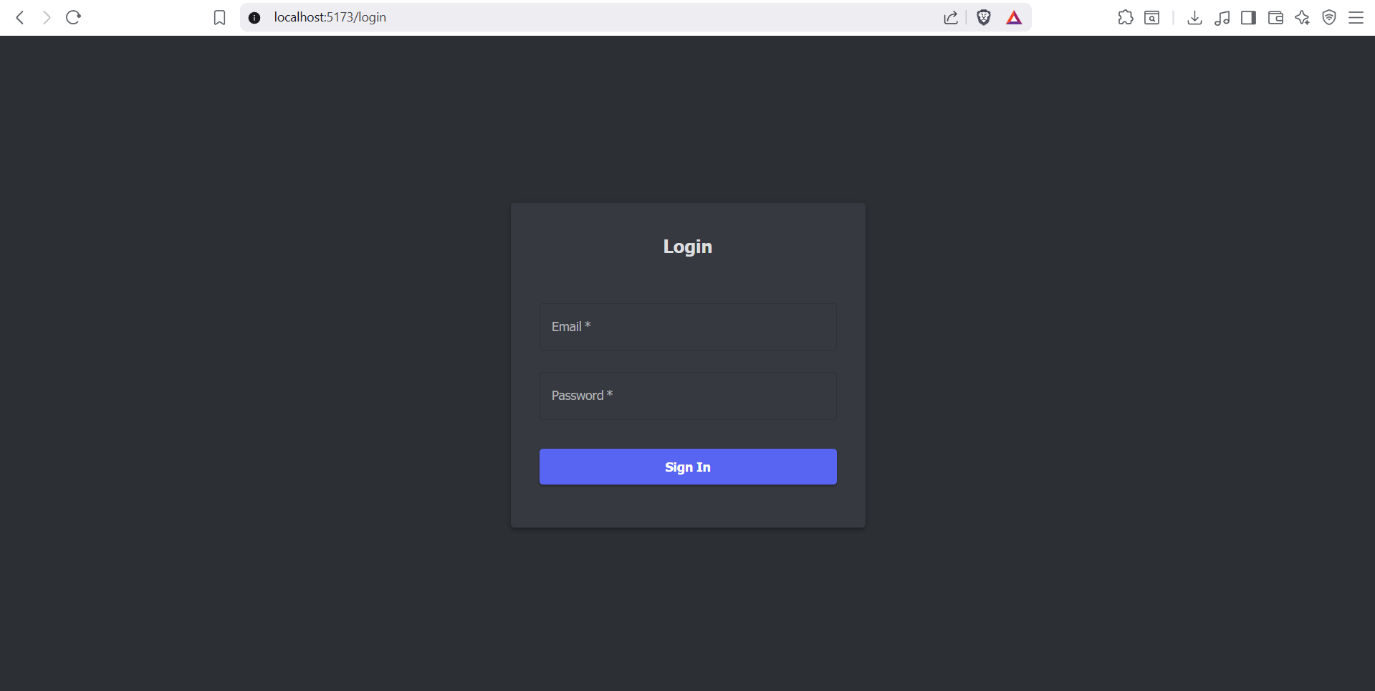 localhost:5173/login
Login
Email *
Password *
Sign In